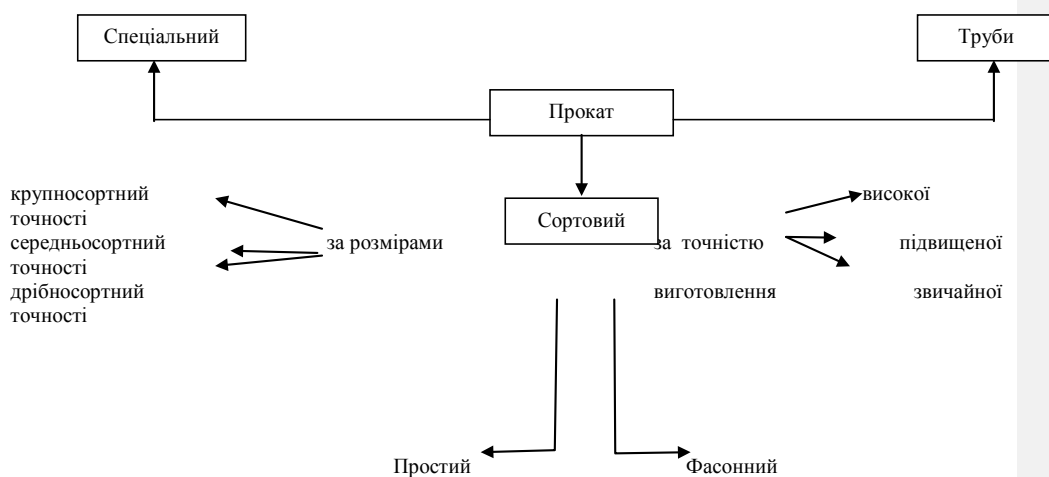 Спеціальний
Труби
Прокат
крупносортний високої
точності
Сортовий
середньосортний за розмірами за точністю підвищеної
точності
дрібносортний виготовлення звичайної
точності
Простий Фасонний